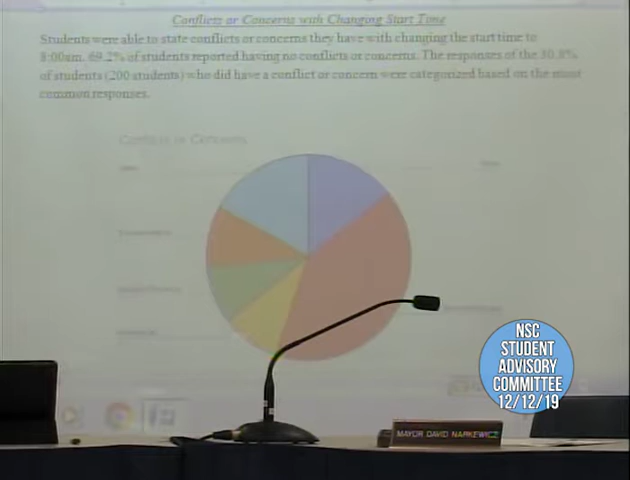 Conflicts or Concerns with Changing Start Time
Students were able to state conflicts or concerns they have with changing the start time to
8:00am. 69.2% of students reported having no conflicts or concerns. The responses of the 30.8%
of students (200 students) who did have a conflict or concern were categorized based on the most
common responses.
Conflicts or Concerns
NSC
STUDENT
ADVISORY
COMMITTEE
12/12/19
MAYOR DAVID NARKEWICZ